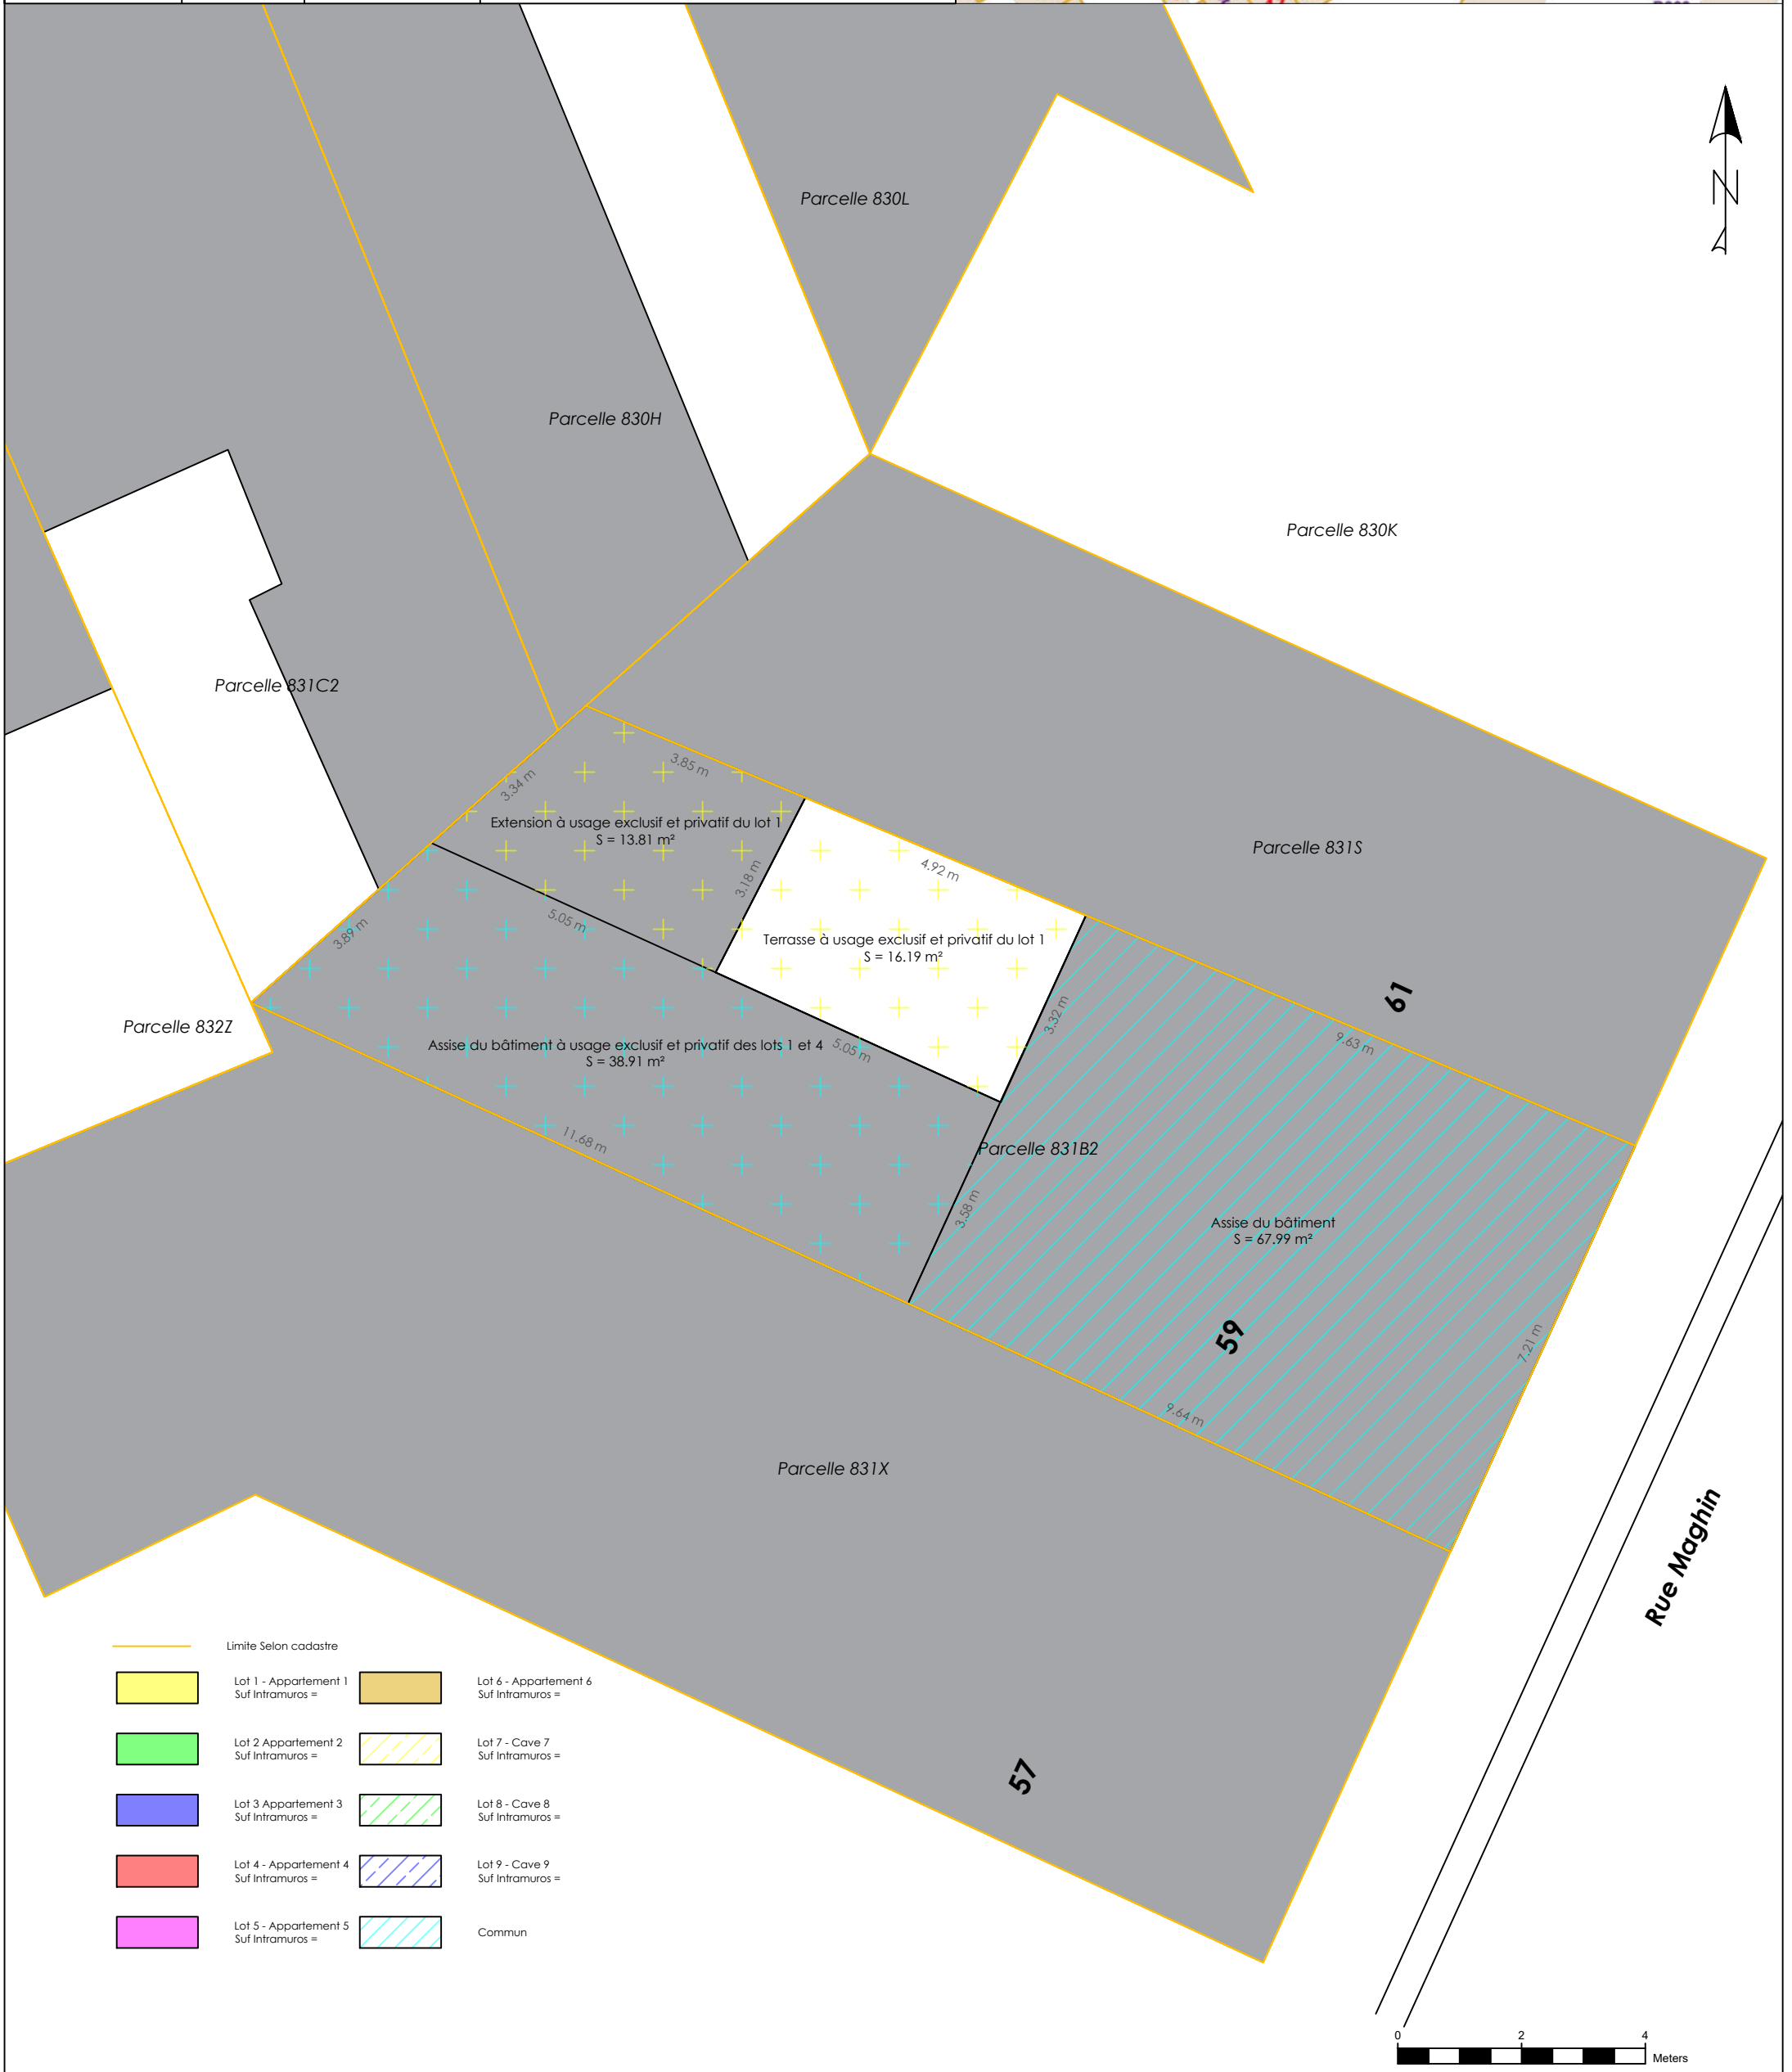 N
Parcelle 830L
Parcelle 830H
Parcelle 830K
Parcelle 831C2
3.85 m
3.34 m
Extension à usage exclusif et privatif du lot 1
S = 13.81 m²
Parcelle 831S
4.92 m
3.18 m
5.05 m
3.89 m
Terrasse à usage exclusif et privatif du lot 1
S = 16.19 m²
61
3.32 m
9.63 m
Parcelle 832Z
Assise du bâtiment à usage exclusif et privatif des lots 1 et 4
S = 38.91 m²
5.05 m
11.68 m
Parcelle 831B2
3.58 m
Assise du bâtiment
S = 67.99 m²
59
7.21 m
9.64 m
Parcelle 831X
Rue Maghin
57
Limite Selon cadastre
Lot 1 - Appartement 1
Suf Intramuros =
Lot 6 - Appartement 6
Suf Intramuros =
Lot 2 Appartement 2
Suf Intramuros =
Lot 7 - Cave 7
Suf Intramuros =
Lot 3 Appartement 3
Suf Intramuros =
Lot 8 - Cave 8
Suf Intramuros =
Lot 4 - Appartement 4
Suf Intramuros =
Lot 9 - Cave 9
Suf Intramuros =
Lot 5 - Appartement 5
Suf Intramuros =
Commun
0 2 4
Meters